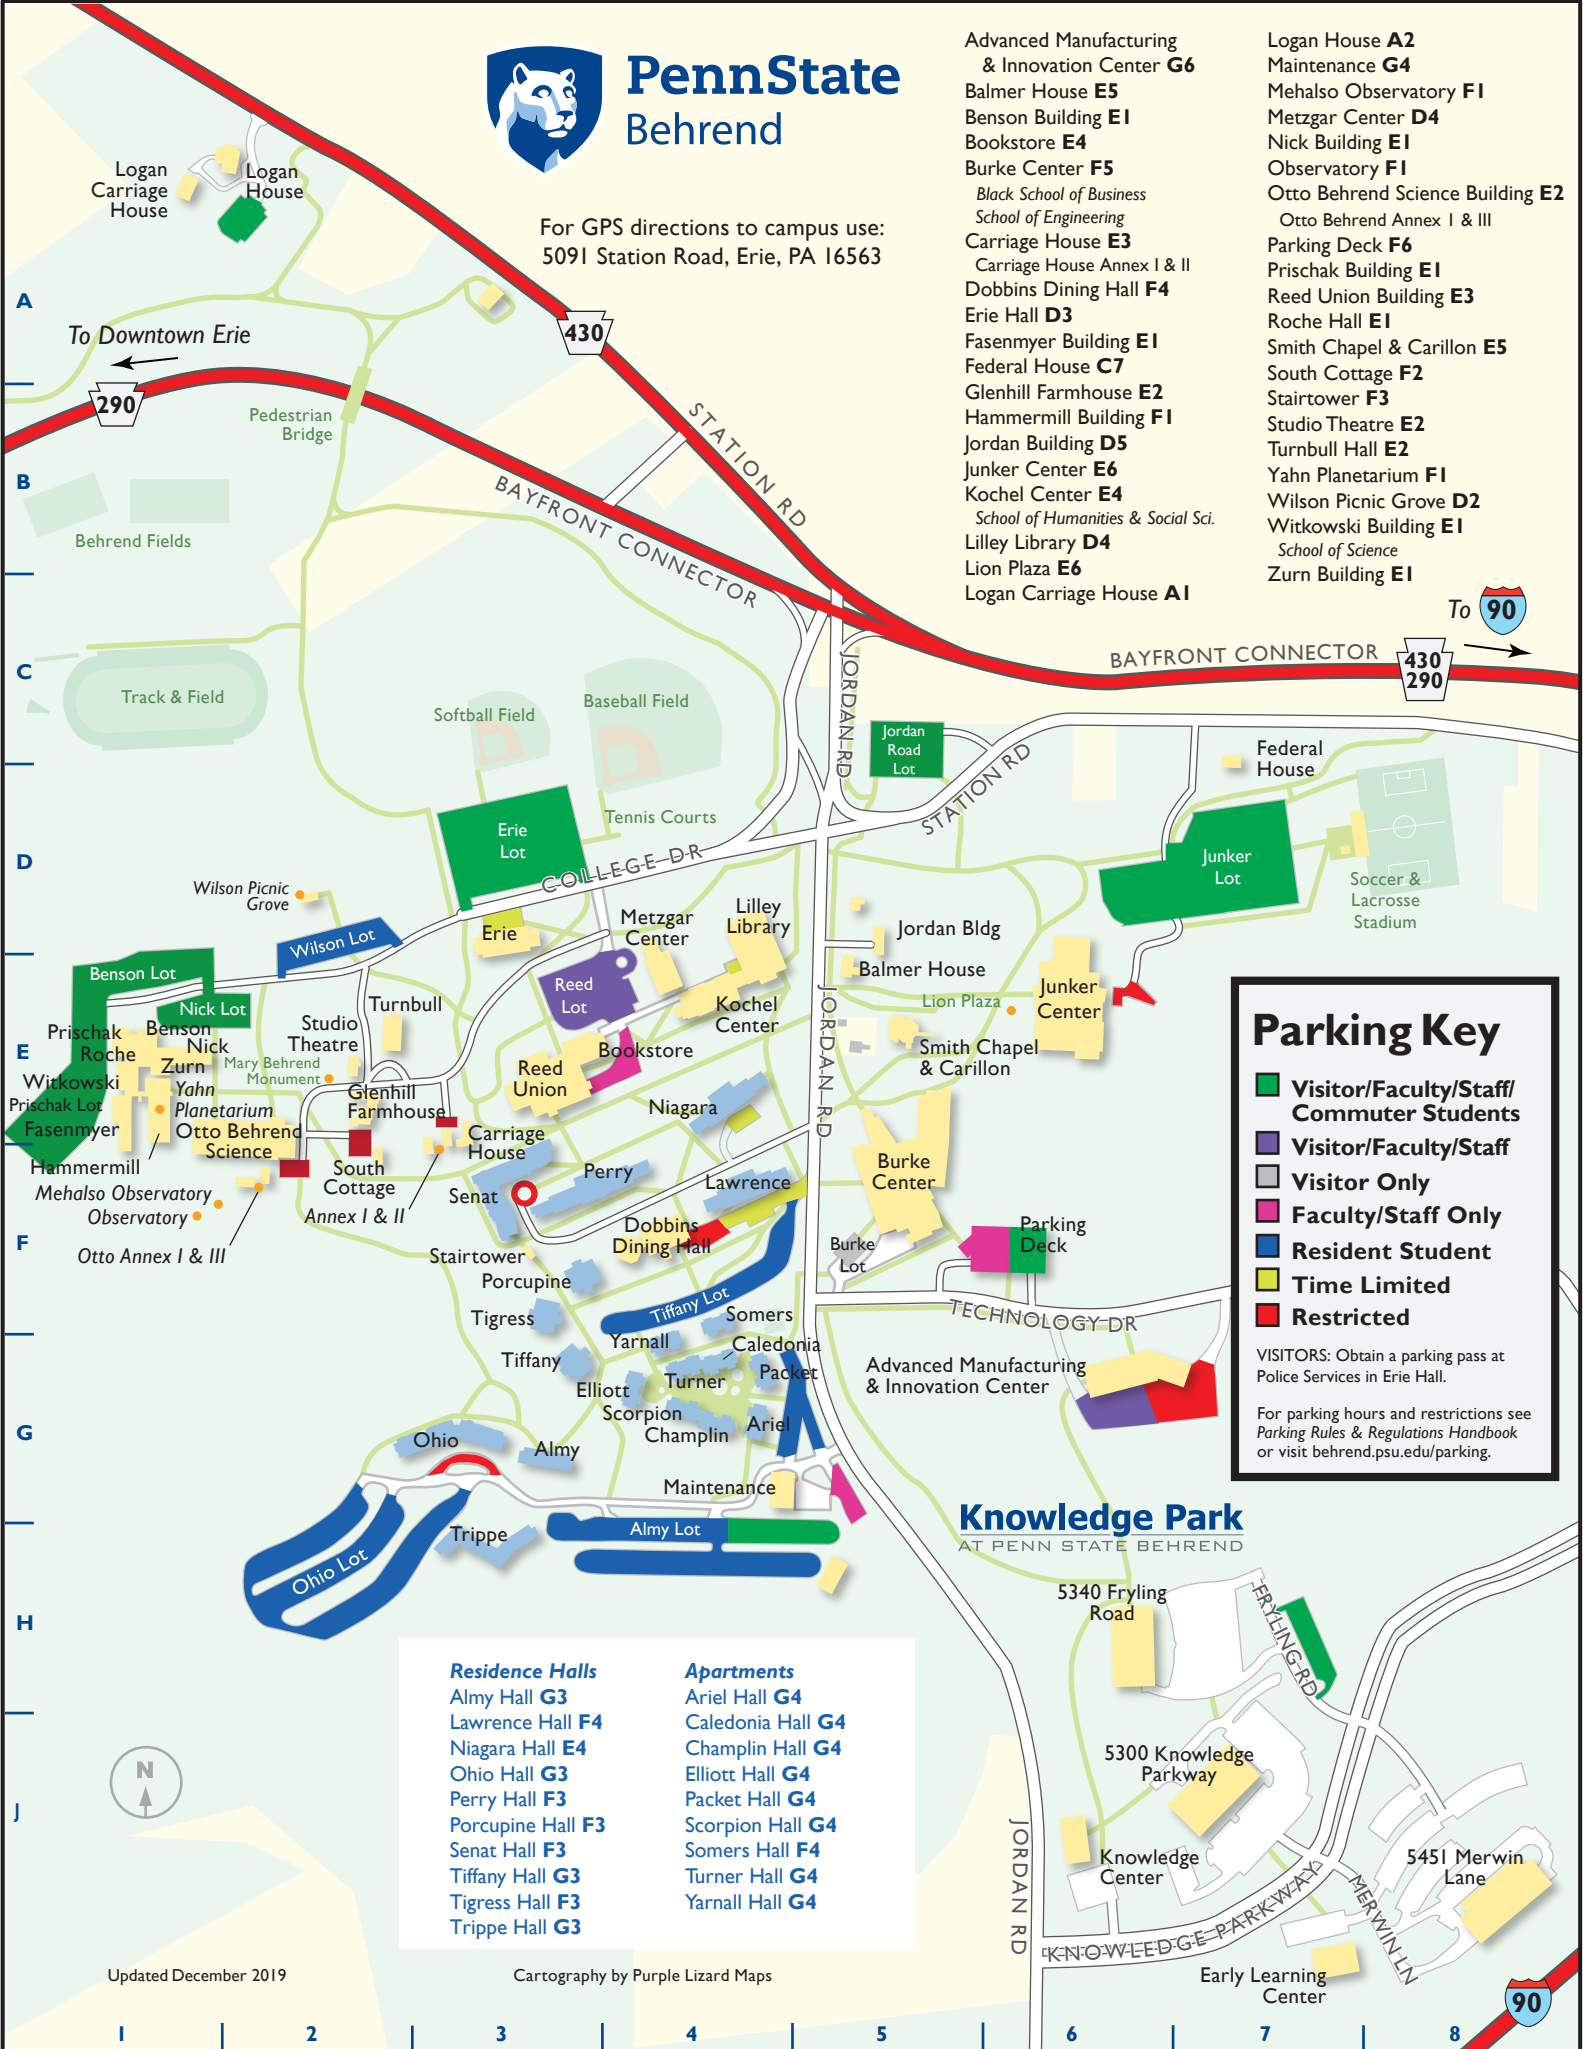 PennState
Behrend
For GPS directions to campus use:
5091 Station Road, Erie, PA 16563
Advanced Manufacturing
& Innovation Center G6
Balmer House E5
Benson Building E1
Bookstore E4
Burke Center F5
Black School of Business
School of Engineering
Carriage House E3
Carriage House Annex I & II
Dobbins Dining Hall F4
Erie Hall D3
Fasenmyer Building E1
Federal House C7
Glenhill Farmhouse E2
Hammermill Building F1
Jordan Building D5
Junker Center E6
Kochel Center E4
School of Humanities & Social Sci.
Lilley Library D4
Lion Plaza E6
Logan Carriage House A1
Logan House A2
Maintenance G4
Mehalso Observatory F1
Metzgar Center D4
Nick Building E1
Observatory F1
Otto Behrend Science Building E2
Otto Behrend Annex 1 & III
Parking Deck F6
Prischak Building E1
Reed Union Building E3
Roche Hall E1
Smith Chapel & Carillon E5
South Cottage F2
Stairtower F3
Studio Theatre E2
Turnbull Hall E2
Yahn Planetarium F1
Wilson Picnic Grove D2
Witkowski Building E1
School of Science
Zurn Building E1
To 90
Logan
Carriage
House
Logan
House
A
To Downtown Erie
430
290
Pedestrian
Bridge
STATION RD
B
BAYFRONT CONNECTOR
Behrend Fields
BAYFRONT CONNECTOR
430
290
C
Track & Field
Softball Field
Baseball Field
JORDAN RD
Jordan
Road
Lot
STATION RD
Federal
House
Tennis Courts
Erie
Lot
COLLEGE DR
D
Junker
Lot
Soccer &
Lacrosse
Stadium
Wilson Picnic
Grove
Wilson Lot
Erie
Metzgar
Center
Lilley
Library
Jordan Bldg
Balmer House
Benson Lot
Nick Lot
Reed
Lot
Kochel
Center
Lion Plaza
Junker
Center
Turnbull
Studio
Theatre
JORDAN RD
Smith Chapel
& Carillon
E
Prischak
Benson
Roche
Nick
Zurn
Witkowski
Yahn
Planetarium
Prischak Lot
Fasenmyer
Mary Behrend
Monument
Glenhill
Farmhouse
Bookstore
Reed
Union
Niagara
Otto Behrend
Science
Carriage
House
Hammermill
South
Cottage
Perry
Lawrence
Burke
Center
Mehalso Observatory
Observatory
Annex I & II
Senat
Otto Annex I & III
F
Dobbins
Dining Hall
Stairtower
Burke
Lot
Parking
Deck
Porcupine
Tigress
Tiffany Lot
Somers
TECHNOLOGY DR
Yarnall
Caledonia
Tiffany
Turner
Packet
Elliott
Scorpion
Champlin
Ariel
Advanced Manufacturing
& Innovation Center
G
Ohio
Almy
Maintenance
Trippe
Almy Lot
Ohio Lot
H
Parking Key
Visitor/Faculty/Staff/
Commuter Students
Visitor/Faculty/Staff
Visitor Only
Faculty/Staff Only
Resident Student
Time Limited
Restricted
VISITORS: Obtain a parking pass at
Police Services in Erie Hall.
For parking hours and restrictions see
Parking Rules & Regulations Handbook
or visit behrend.psu.edu/parking.
Knowledge Park
AT PENN STATE BEHREND
5340 Fryling
Road
FRYLING RD
Residence Halls
Almy Hall G3
Lawrence Hall F4
Niagara Hall E4
Ohio Hall G3
Perry Hall F3
Porcupine Hall F3
Senat Hall F3
Tiffany Hall G3
Tigress Hall F3
Trippe Hall G3
Apartments
Ariel Hall G4
Caledonia Hall G4
Champlin Hall G4
Elliott Hall G4
Packet Hall G4
Scorpion Hall G4
Somers Hall F4
Turner Hall G4
Yarnall Hall G4
N
J
5300 Knowledge
Parkway
JORDAN RD
Knowledge
Center
5451 Merwin
Lane
KNOWLEDGE PARKWAY
MERWIN LN
Early Learning
Center
90
Updated December 2019
Cartography by Purple Lizard Maps
1 2 3 4 5 6 7 8